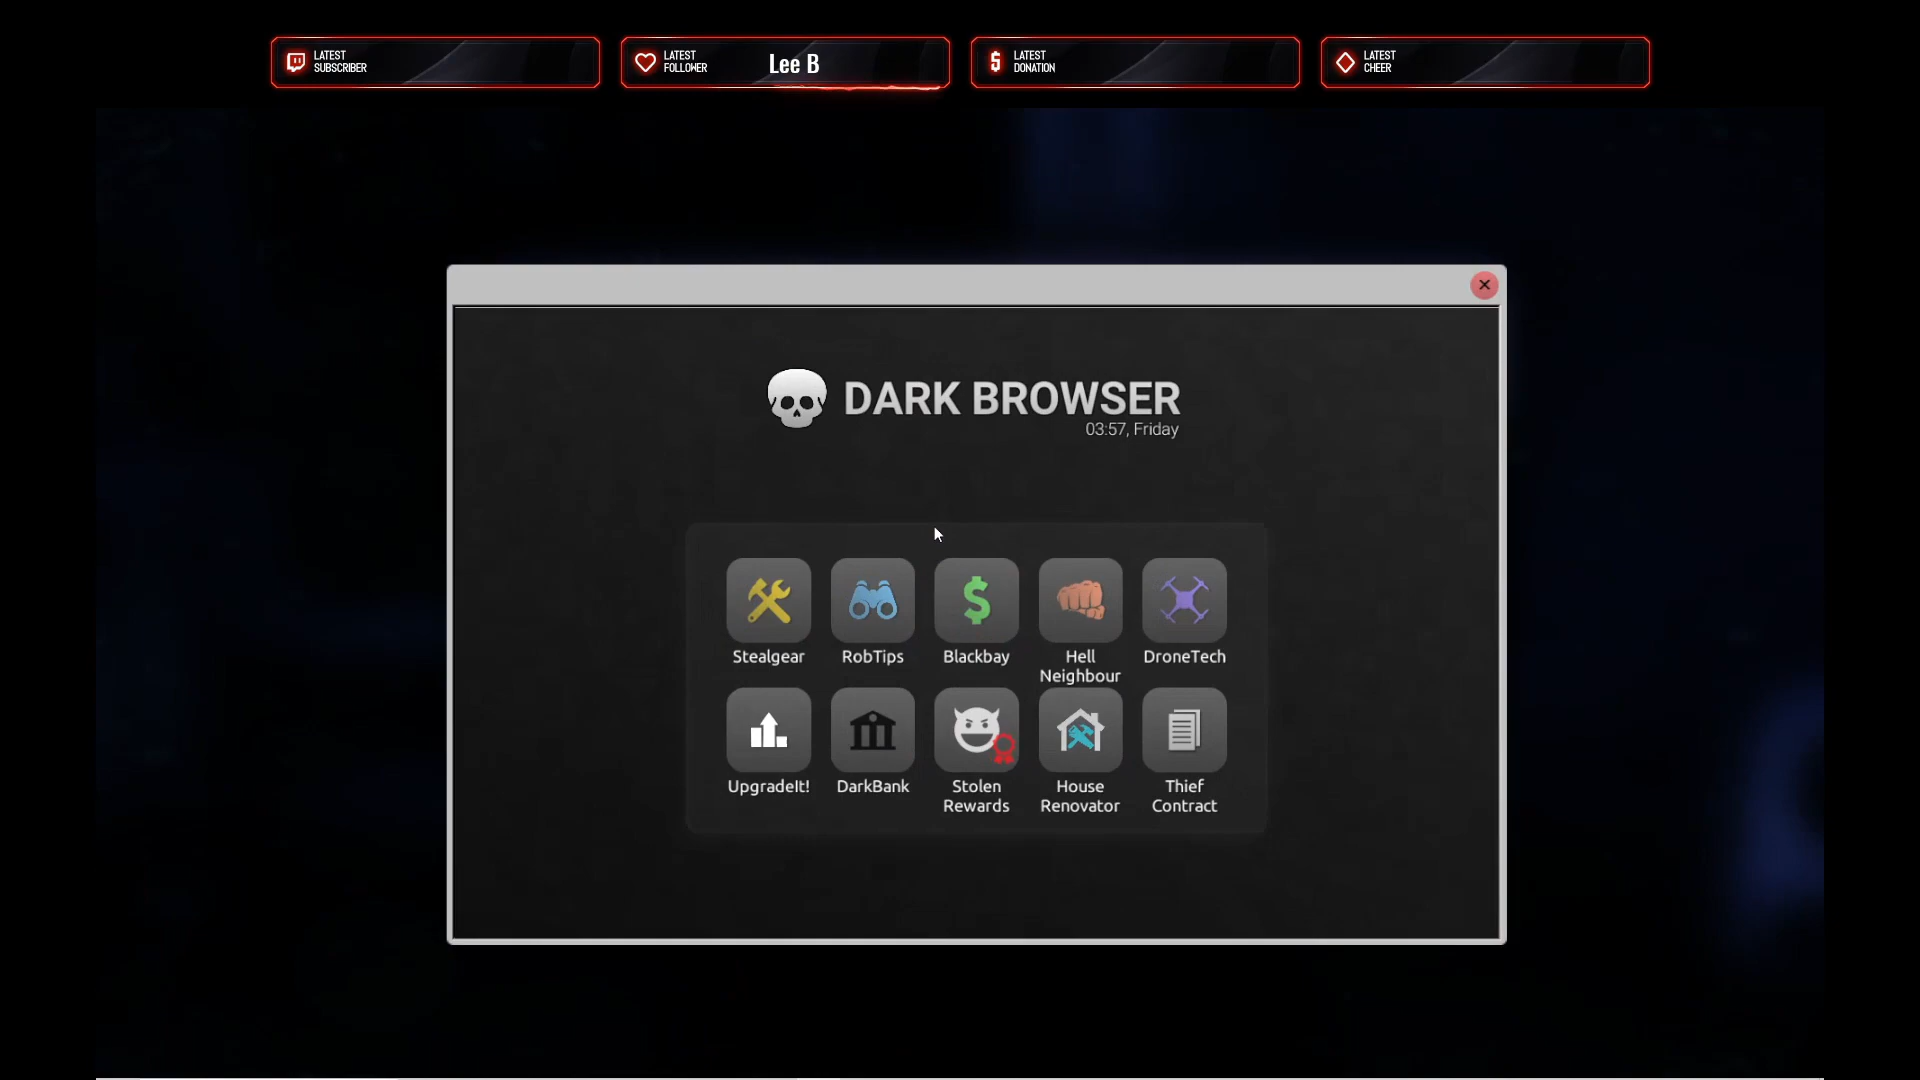 LATEST
SUBSCRIBER
LATEST
FOLLOWER
Lee B
LATEST
DONATION
LATEST
CHEER
DARK BROWSER
03:57, Friday
Stealgear
RobTips
Blackbay
Hell
Neighbour
DroneTech
UpgradeIt!
DarkBank
Stolen
Rewards
House
Renovator
Thief
Contract